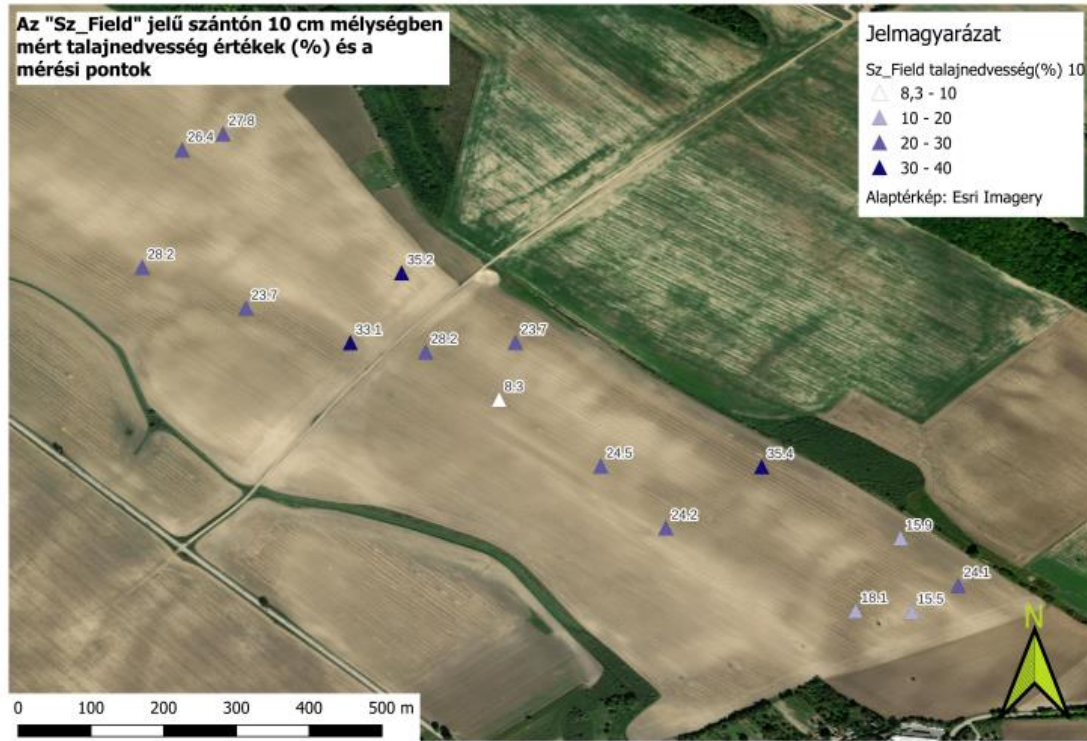 Az "Sz_Field" jelű szántón 10 cm mélységben
mért talajnedvesség értékek (%) és a
mérési pontok
Jelmagyarázat
Sz_Field talajnedvesség(%) 10
8,3 - 10
10 - 20
20 - 30
30 - 40
Alaptérkép: Esri Imagery
27.8
26.4
28.2
35.2
23.7
33.1
28.2
23.7
8.3
24.5
35.4
24.2
15.9
24.1
18.1
15.5
N
0 100 200 300 400 500 m